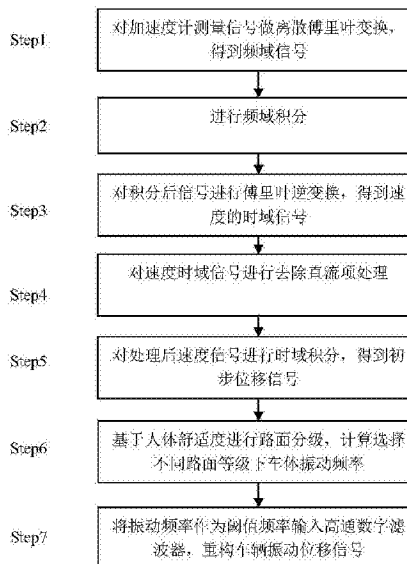 Step1
对加速度计测量信号做离散傅里叶变换,
得到频域信号
Step2
进行频域积分
Step3
对积分后信号进行傅里叶逆变换，得到速
度的时域信号
Step4
对速度时域信号进行去除直流项处理
Step5
对处理后速度信号进行时域积分，得到初
步位移信号
Step6
基于人体舒适度进行路面分级，计算选择
不同路面等级下车体振动频率
Step7
将振动频率作为阈值频率输入高通数字滤
波器，重构车辆振动位移信号